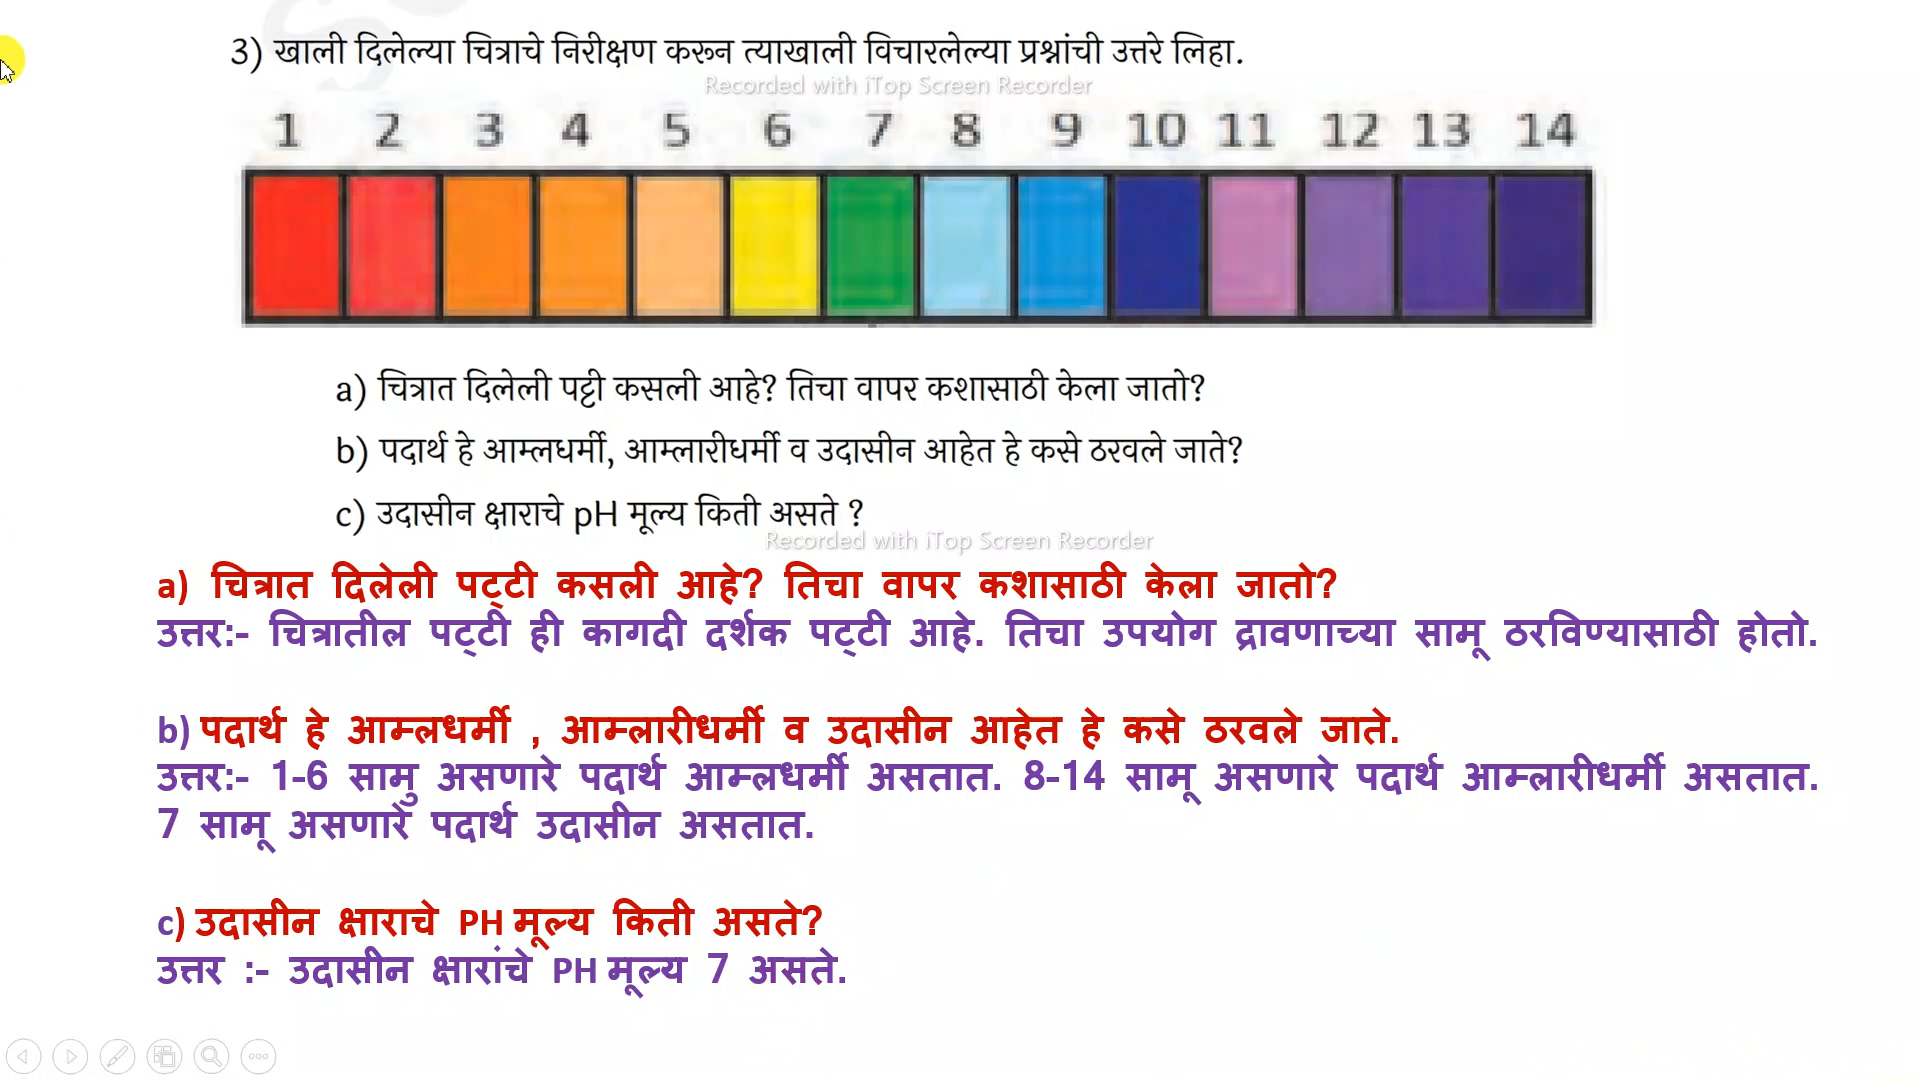 3) खाली दिलेल्या चित्राचे निरीक्षण करून त्याखाली विचारलेल्या प्रश्नांची उत्तरे लिहा.
Recorded with iTop Screen Recorder
1 2 3 4 5 6 7 8 9 10 11 12 13 14
a) चित्रात दिलेली पट्टी कसली आहे? तिचा वापर कशासाठी केला जातो?
b) पदार्थ हे आम्लधर्मी, आम्लारीधर्मी व उदासीन आहेत हे कसे ठरवले जाते?
c) उदासीन क्षाराचे pH मूल्य किती असते ?
Recorded with iTop Screen Recorder
a) चित्रात दिलेली पट्टी कसली आहे? तिचा वापर कशासाठी केला जातो?
उत्तर:- चित्रातील पट्टी ही कागदी दर्शक पट्टी आहे. तिचा उपयोग द्रावणाच्या सामू ठरविण्यासाठी होतो.
b) पदार्थ हे आम्लधर्मी , आम्लारीधर्मी व उदासीन आहेत हे कसे ठरवले जाते.
उत्तर:- 1-6 सामु असणारे पदार्थ आम्लधर्मी असतात. 8-14 सामू असणारे पदार्थ आम्लारीधर्मी असतात.
7 सामू असणारे पदार्थ उदासीन असतात.
c) उदासीन क्षाराचे PH मूल्य किती असते?
उत्तर :- उदासीन क्षारांचे PH मूल्य 7 असते.